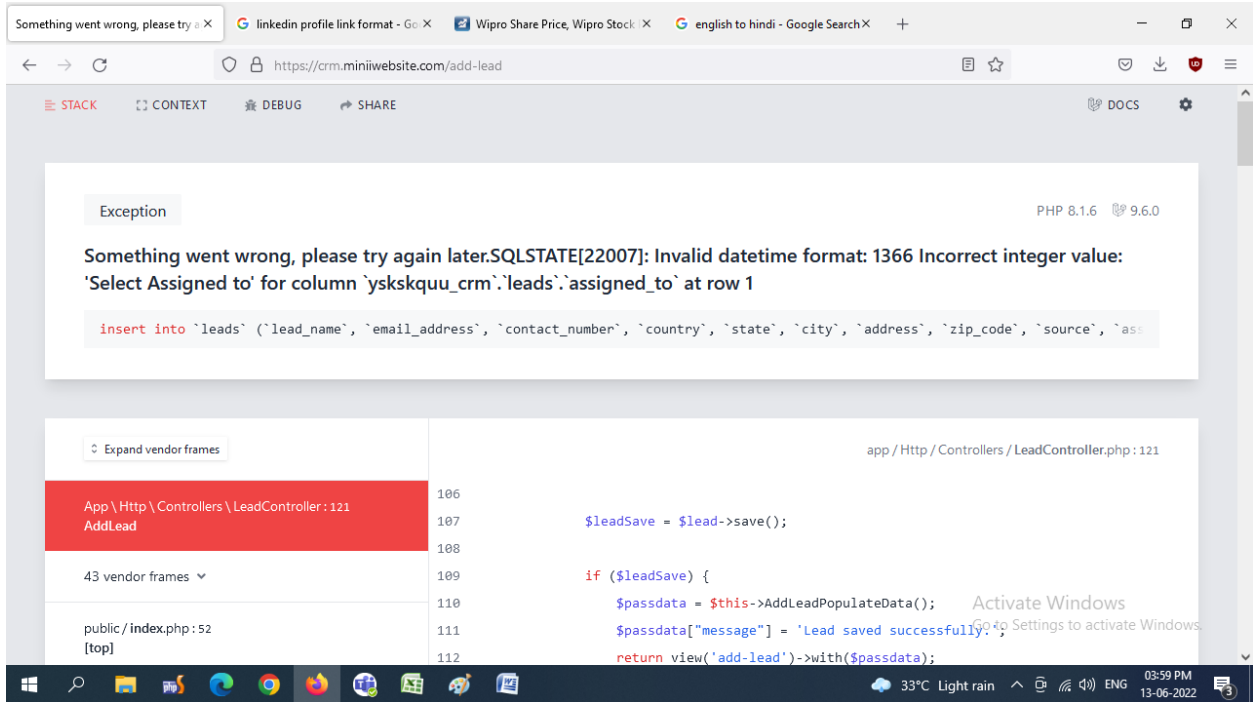 Something went wrong, please try a
linkedin profile link format - Go
Wipro Share Price, Wipro Stock
english to hindi - Google Search
https://crm.miniiwebsite.com/add-lead
STACK CONTEXT DEBUG SHARE DOCS
Exception
PHP 8.1.6 9.6.0
Something went wrong, please try again later.SQLSTATE[22007]: Invalid datetime format: 1366 Incorrect integer value:
'Select Assigned to' for column `yskskquu_crm`.`leads`.`assigned_to` at row 1
insert into `leads` (`lead_name`, `email_address`, `contact_number`, `country`, `state`, `city`, `address`, `zip_code`, `source`, `ass
Expand vendor frames
App \ Http \ Controllers \ LeadController : 121
AddLead
43 vendor frames
public / index.php : 52
[top]
app / Http / Controllers / LeadController.php : 121
106
107 $leadSave = $lead->save();
108
109 if ($leadSave) {
110 $passdata = $this->AddLeadPopulateData();
111 $passdata["message"] = 'Lead saved successfully.';
112 return view('add-lead')->with($passdata);
Activate Windows
Go to Settings to activate Windows.
33°C Light rain
ENG
03:59 PM
13-06-2022
3